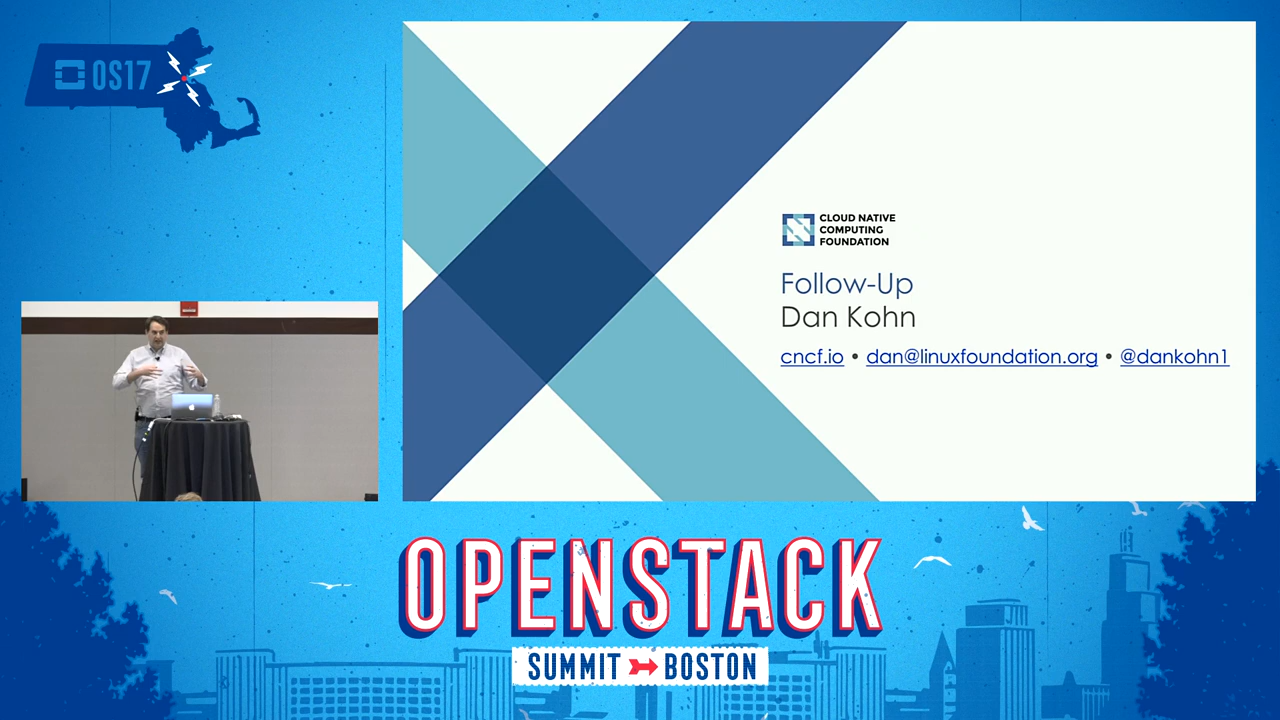 OS17
CLOUD NATIVE
COMPUTING
FOUNDATION
Follow-Up
Dan Kohn
cncf.io • dan@linuxfoundation.org • @dankohn1
OPENSTACK
SUMMIT BOSTON